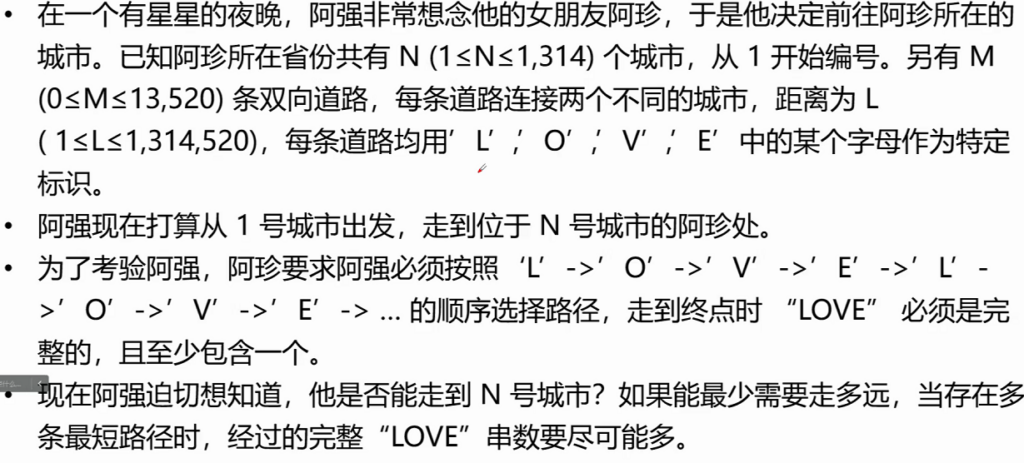 • 在一个有星星的夜晚，阿强非常想念他的女朋友阿珍，于是他决定前往阿珍所在的
城市。已知阿珍所在省份共有 N (1≤N≤1,314) 个城市，从 1 开始编号。另有 M
(0≤M≤13,520) 条双向道路，每条道路连接两个不同的城市，距离为 L
( 1≤L≤1,314,520)，每条道路均用’L’,’O’,’V’,’E’中的某个字母作为特定
标识。
• 阿强现在打算从 1 号城市出发，走到位于 N 号城市的阿珍处。
• 为了考验阿强，阿珍要求阿强必须按照‘L’->’O’->’V’->’E’->’L’-
>’O’->’V’->’E’-> ... 的顺序选择路径，走到终点时 “LOVE” 必须是完
整的，且至少包含一个。
• 现在阿强迫切想知道，他是否能走到 N 号城市？如果能最少需要走多远，当存在多
条最短路径时，经过的完整“LOVE”串数要尽可能多。